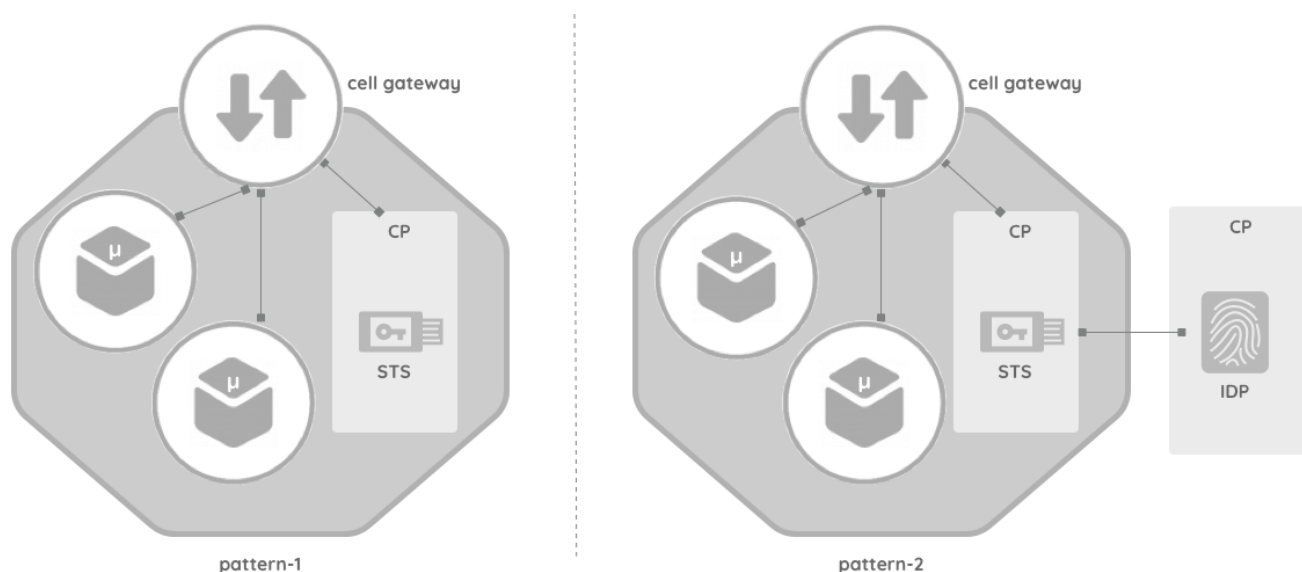 cell gateway
CP
μ
STS
μ
pattern-1
cell gateway
CP
CP
μ
STS
IDP
μ
pattern-2